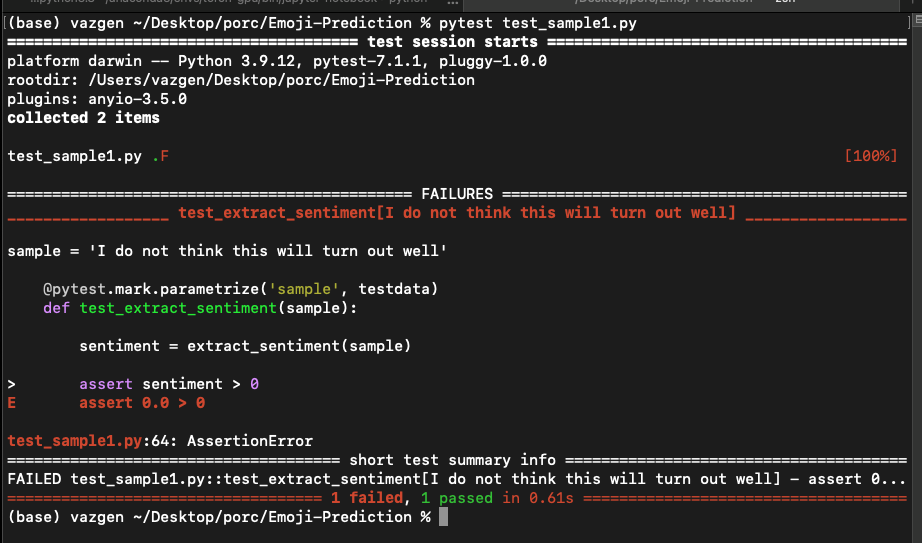 (base) vazgen ~/Desktop/porc/Emoji-Prediction % pytest test_sample1.py
======================================= test session starts ========================================
platform darwin -- Python 3.9.12, pytest-7.1.1, pluggy-1.0.0
rootdir: /Users/vazgen/Desktop/porc/Emoji-Prediction
plugins: anyio-3.5.0
collected 2 items
test_sample1.py .F [100%]
============================================= FAILURES =============================================
__________________ test_extract_sentiment[I do not think this will turn out well] __________________
sample = 'I do not think this will turn out well'
@pytest.mark.parametrize('sample', testdata)
def test_extract_sentiment(sample):
sentiment = extract_sentiment(sample)
> assert sentiment > 0
E assert 0.0 > 0
test_sample1.py:64: AssertionError
===================================== short test summary info ======================================
FAILED test_sample1.py::test_extract_sentiment[I do not think this will turn out well] - assert 0...
=================================== 1 failed, 1 passed in 0.61s ====================================
(base) vazgen ~/Desktop/porc/Emoji-Prediction %